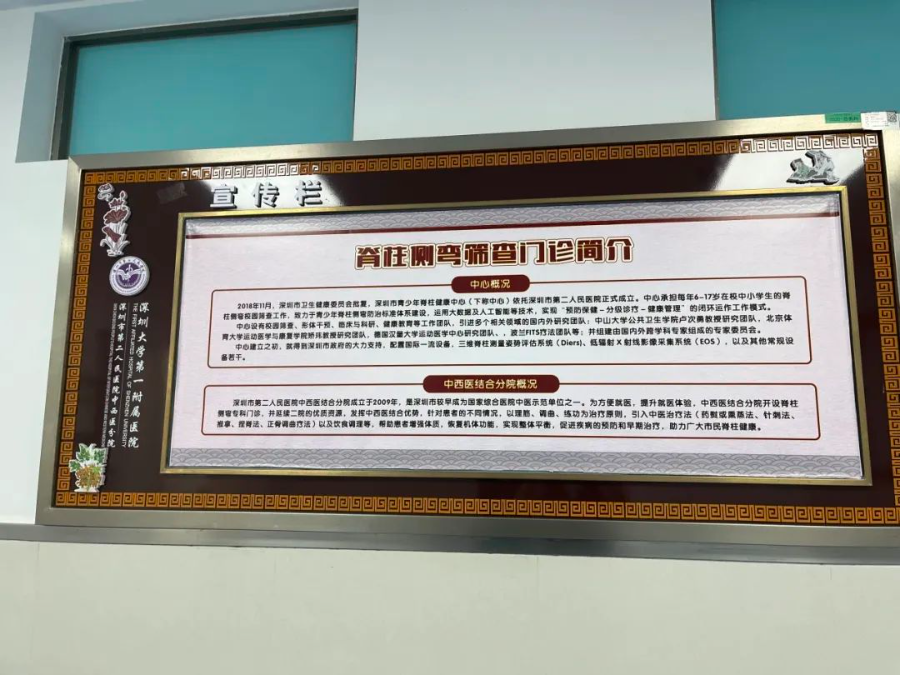 宣传栏
深圳大学第一附属医院
THE FIRST AFFILIATED HOSPITAL OF SHENZHEN UNIVERSITY
深圳市第二人民医院中西医分院
脊柱侧弯筛查门诊简介
中心概况
2018年11月，深圳市卫生健康委员会批复，深圳市青少年脊柱健康中心（下称中心）依托深圳市第二人民医院正式成立。中心承担每年6-17岁在校中小学生的脊
柱侧弯校园筛查工作，致力于青少年脊柱侧弯防治标准体系建设，运用大数据及人工智能等技术，实现“预防保健-分级诊疗-健康管理”的闭环运作工作模式。
中心设有校园筛查、形体干预、临床与科研、健康教育等工作团队，引进多个相关领域的国内外研究团队：中山大学公共卫生学院卢次勇教授研究团队，北京体
育大学运动医学与康复学院矫玮教授研究团队，德国汉堡大学运动医学中心研究团队、，波兰FITS疗法团队等；并组建由国内外跨学科专家组成的专家委员会。
中心建立之初，就得到深圳市政府的大力支持，配置国际一流设备，三维脊柱测量姿势评估系统（Diers）、低辐射X射线影像采集系统（EOS），以及其他常规设
备若干。
中西医结合分院概况
深圳市第二人民医院中西医结合分院成立于2009年，是深圳市较早成为国家综合医院中医示范单位之一。为方便就医，提升就医体验，中西医结合分院开设脊柱
侧弯专科门诊，并延续二院的优质资源，发挥中西医结合优势，针对患者的不同情况，以理筋、调曲、练功为治疗原则，引入中医治疗法（药熨或熏蒸法、针刺法、
推拿、捏脊法、正骨调曲疗法）以及饮食调理等，帮助患者增强体质，恢复机体功能，实现整体平衡，促进疾病的预防和早期治疗，助力广大市民脊柱健康。